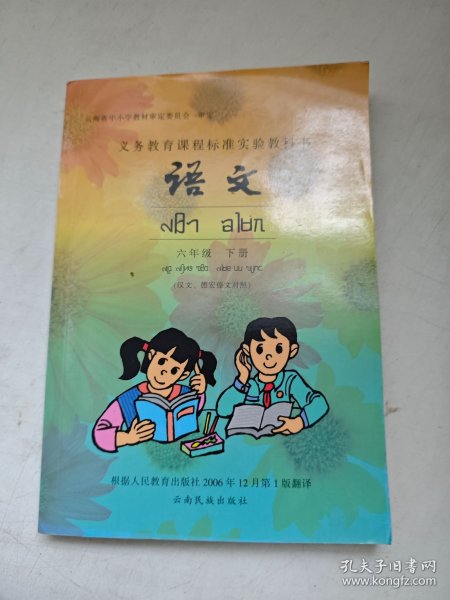 云南省中小学教材审定委员会 审定
义务教育课程标准实验教科书
语文
六年级 下册
(汉文、德宏傣文对照)
根据人民教育出版社2006年12月第1版翻译
云南民族出版社
孔夫子旧书网
www.kongfz.com